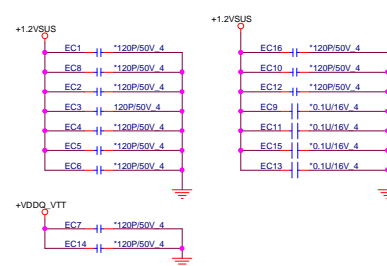 +1.2VSUS
EC1 *120P/50V_4
EC8 *120P/50V_4
EC2 *120P/50V_4
EC3 120P/50V_4
EC4 *120P/50V_4
EC5 *120P/50V_4
EC6 *120P/50V_4
+VDDQ_VTT
EC7 *120P/50V_4
EC14 *120P/50V_4
+1.2VSUS
EC16 *120P/50V_4
EC10 *120P/50V_4
EC12 *120P/50V_4
EC9 *0.1U/16V_4
EC11 *0.1U/16V_4
EC15 *0.1U/16V_4
EC13 *0.1U/16V_4